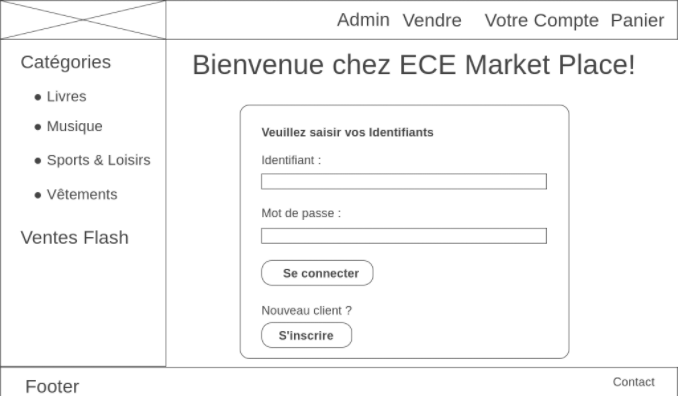 Admin Vendre Votre Compte Panier
Catégories
● Livres
● Musique
● Sports & Loisirs
● Vêtements
Ventes Flash
Bienvenue chez ECE Market Place!
Veuillez saisir vos Identifiants
Identifiant :
Mot de passe :
Se connecter
Nouveau client ?
S'inscrire
Footer
Contact